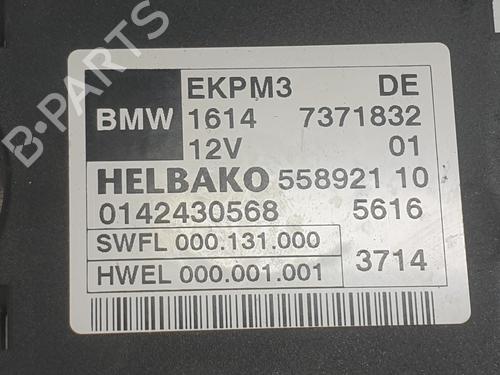 EKPM3 DE
BMW 1614 7371832
12V 01
HELBAKO 558921 10
0142430568 5616
SWFL 000.131.000
HWEL 000.001.001 3714
B-PARTS